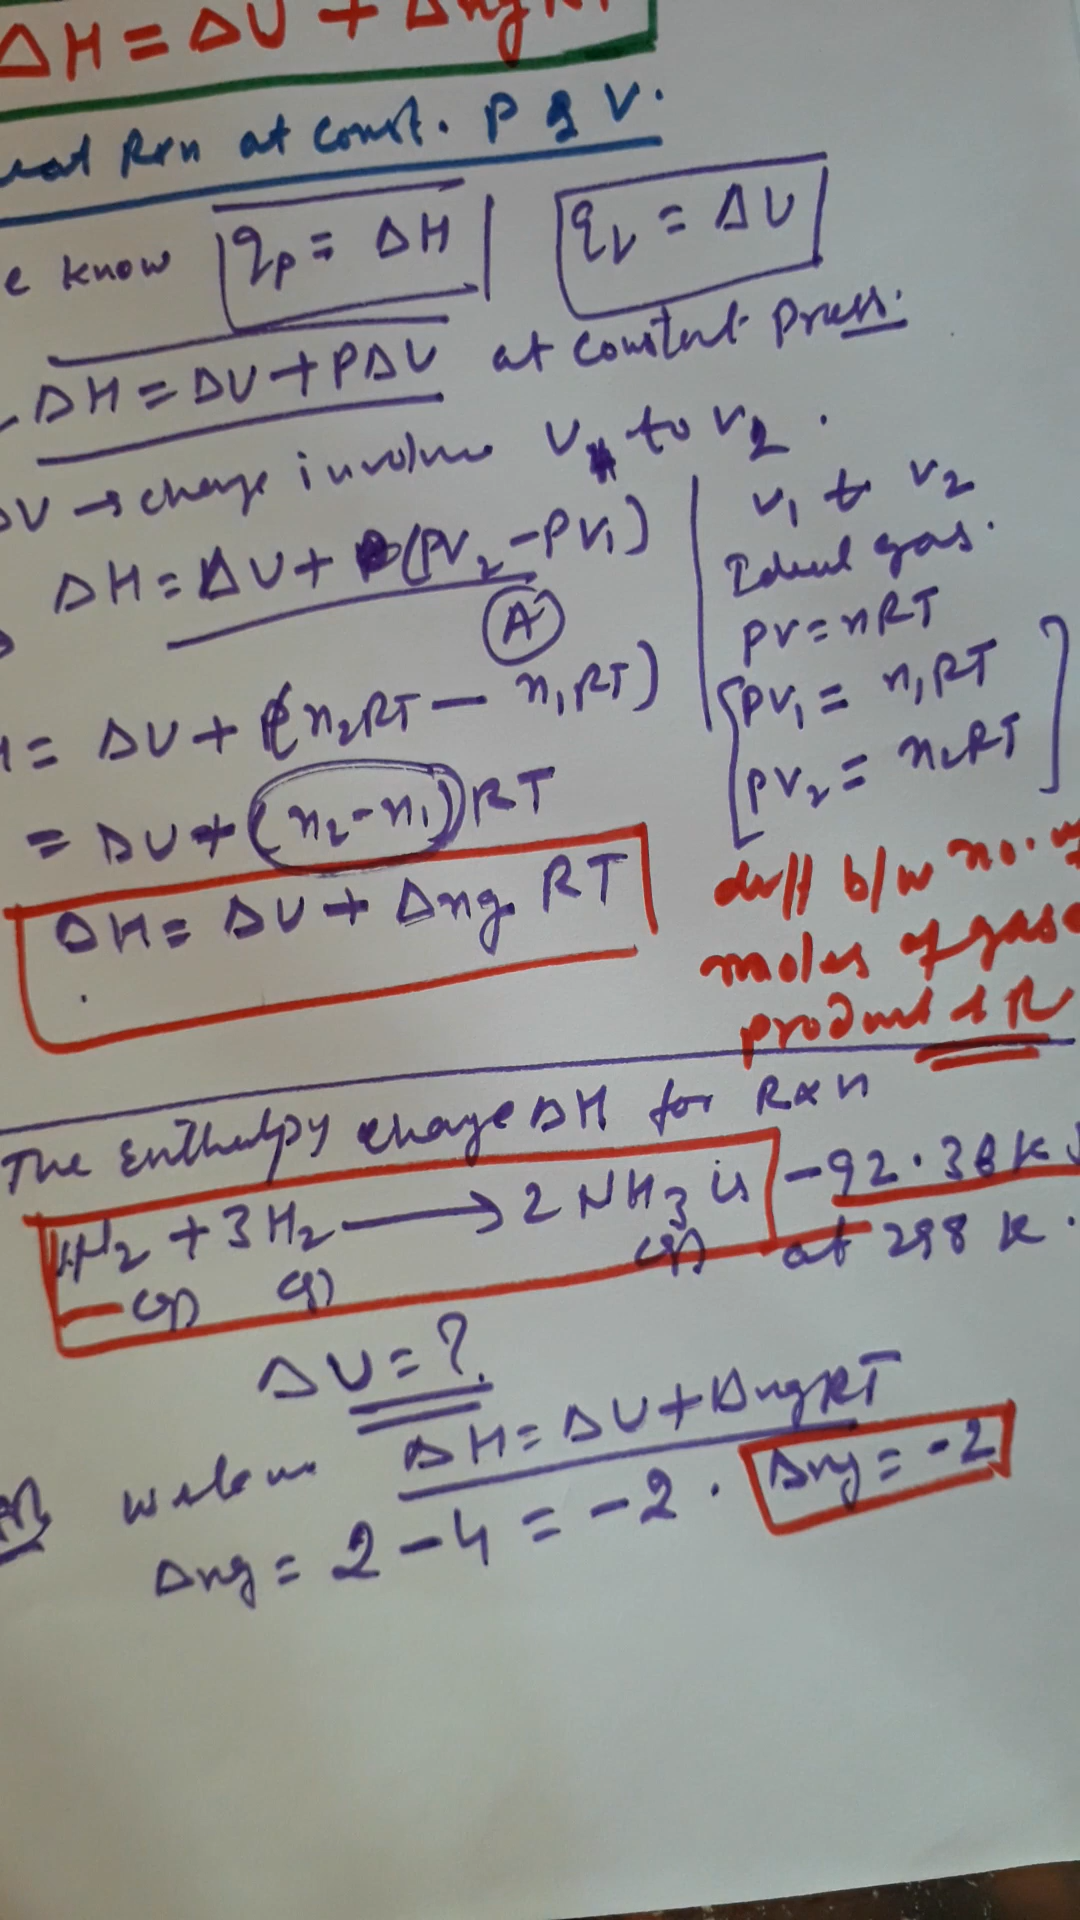 ΔH = ΔU + Δng RT
Rxn at Const. P & V.
e know qp = ΔH | qv = ΔU
ΔH = ΔU + PΔV at constant Press.
ΔV → change involve V1 to V2 .
ΔH = ΔU + (PV2 - PV1)
A
V1 to V2
Ideal gas.
PV = nRT
PV1 = n1RT
PV2 = n2RT
H = ΔU + (n2RT - n1RT)
= ΔU + (n2-n1) RT
ΔH = ΔU + Δng RT
diff b/w no. of
moles of gase
product & R
The Enthalpy change ΔH for Rxn
N2 + 3H2 → 2NH3 is -92.38 K J
(g) (g) (g) at 298 K .
ΔU = ?
ΔH = ΔU + ΔngRT
Δng = 2 - 4 = -2 . Δng = -2